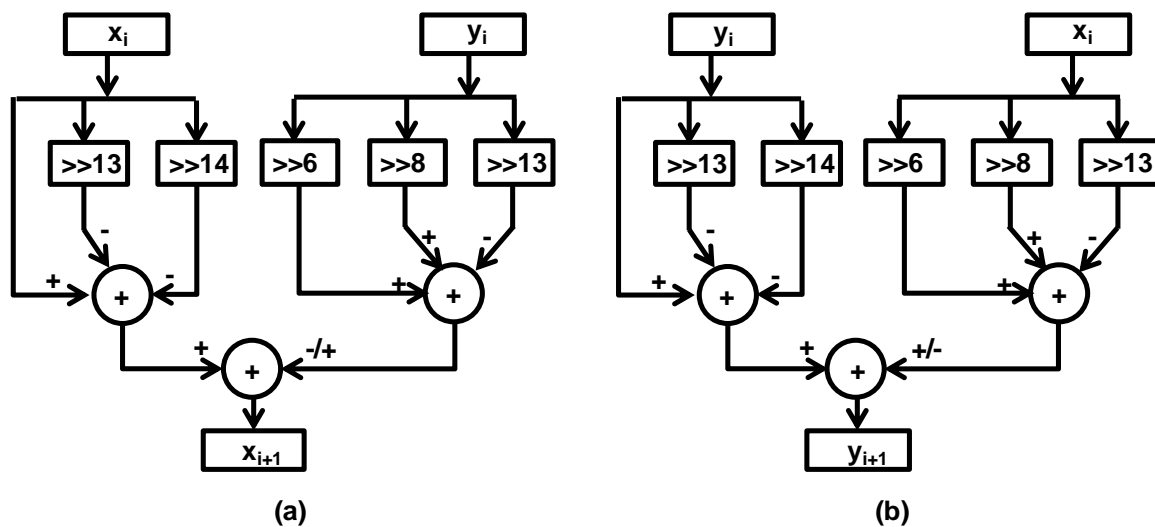 xᵢ yᵢ yᵢ xᵢ
>>13 >>14 >>6 >>8 >>13 >>13 >>14 >>6 >>8 >>13
- + - - + -
+ - + + - +
+ + + +
+ -/+ + +/-
+ +
xᵢ₊₁ yᵢ₊₁
(a) (b)